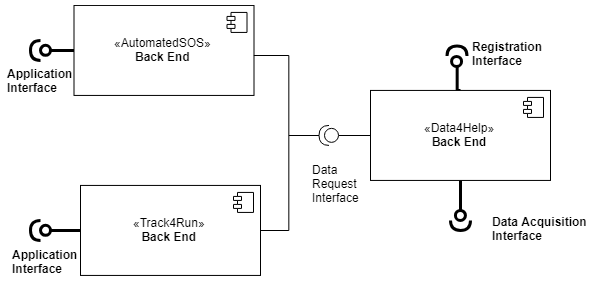 «AutomatedSOS»
Back End
Application
Interface
Registration
Interface
«Data4Help»
Back End
Data
Request
Interface
«Track4Run»
Back End
Application
Interface
Data Acquisition
Interface